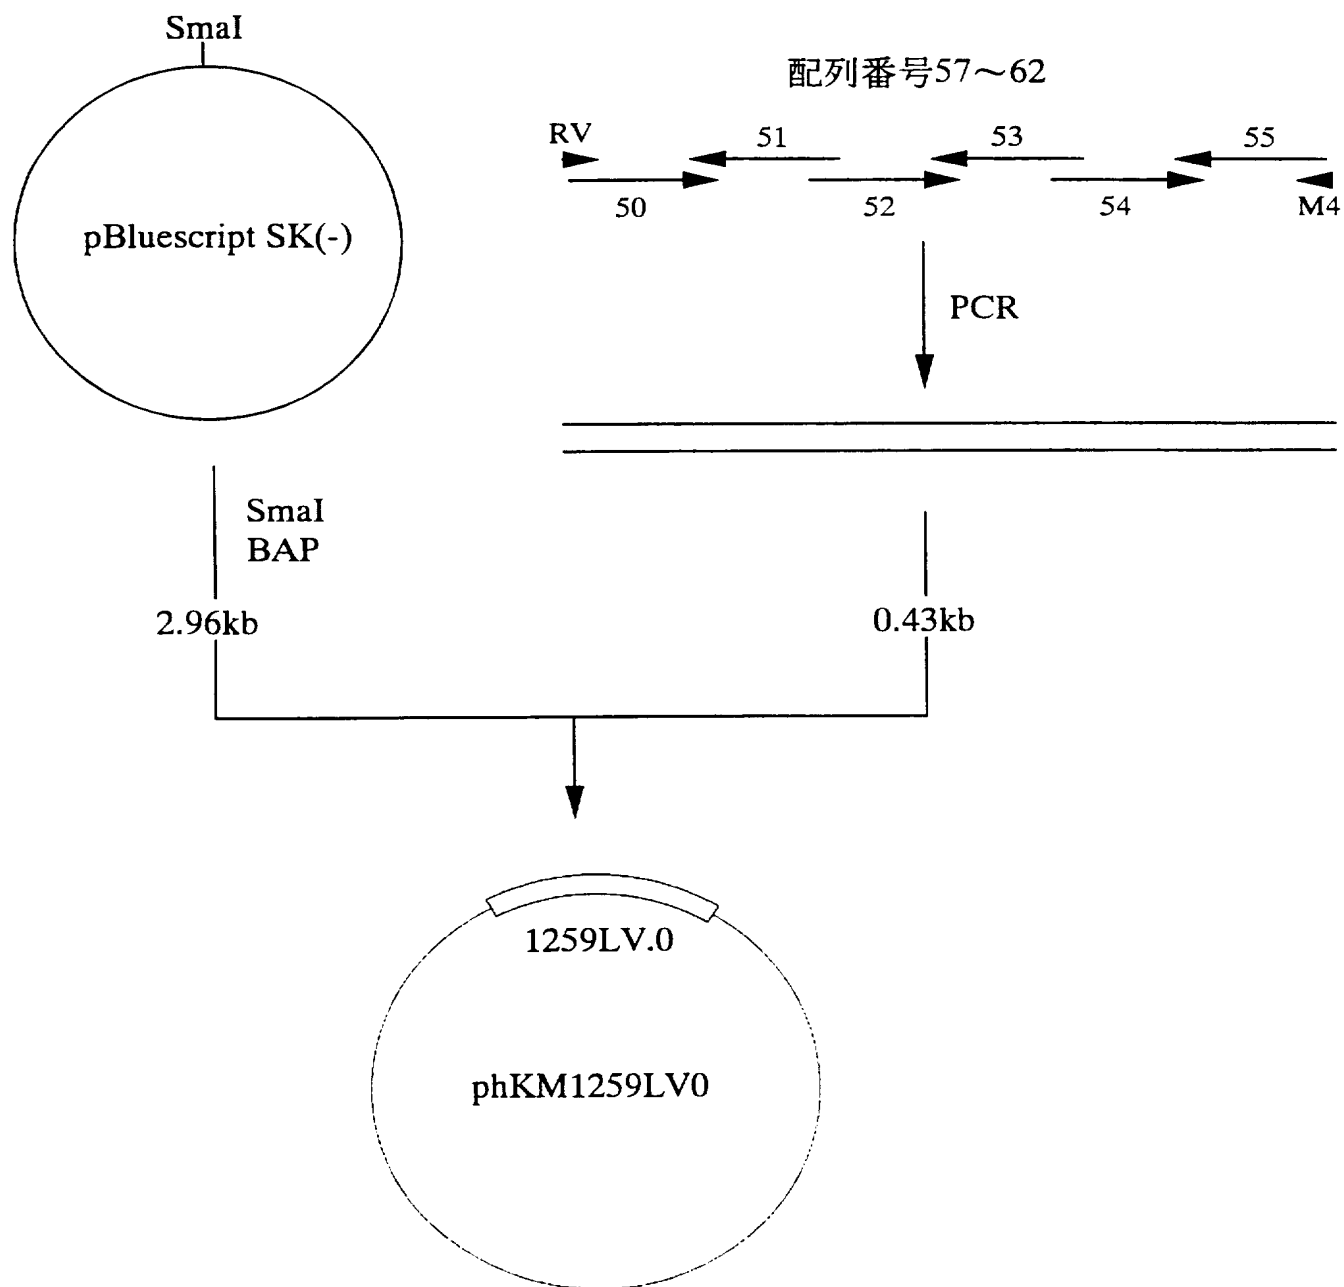 SmaI
pBluescript SK(-)
配列番号57～62
RV
51
53
55
50
52
54
M4
PCR
SmaI
BAP
2.96kb
0.43kb
1259LV.0
phKM1259LV0